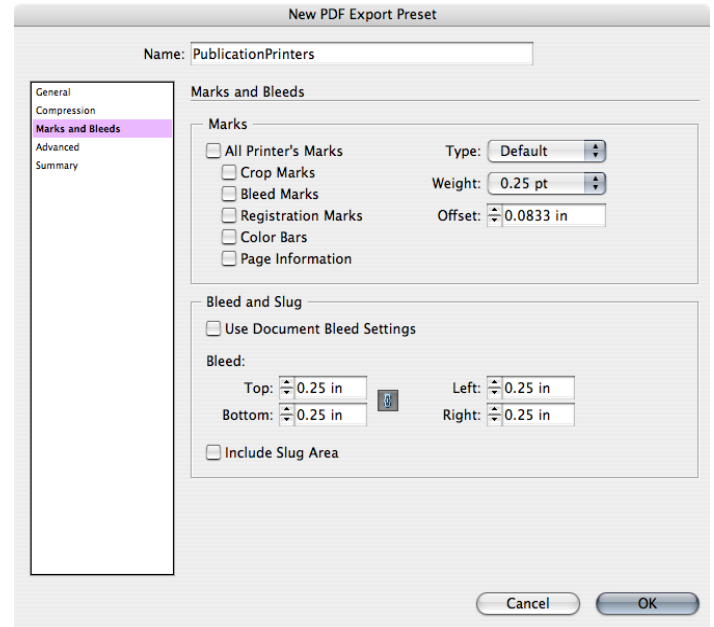 New PDF Export Preset
Name: PublicationPrinters
General
Compression
Marks and Bleeds
Advanced
Summary
Marks and Bleeds
Marks
All Printer's Marks
Type: Default
Crop Marks
Weight: 0.25 pt
Bleed Marks
Registration Marks
Offset: 0.0833 in
Color Bars
Page Information
Bleed and Slug
Use Document Bleed Settings
Bleed:
Top: 0.25 in Left: 0.25 in
Bottom: 0.25 in Right: 0.25 in
Include Slug Area
Cancel OK